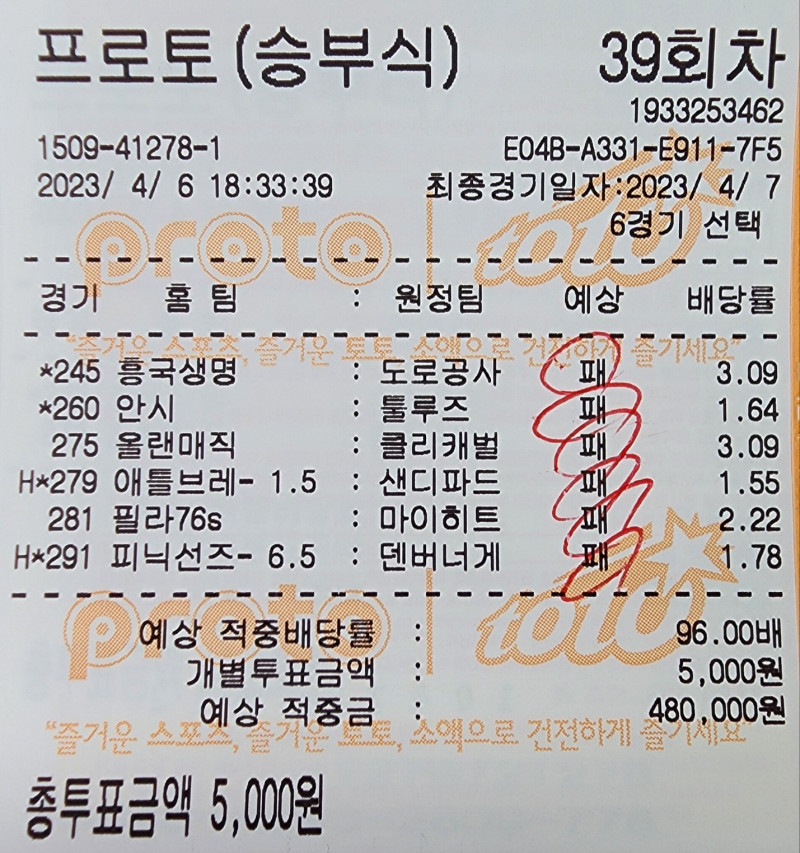 프로토(승부식) 39회차
1933253462
1509-41278-1 E04B-A331-E911-7F5
2023/ 4/ 6 18:33:39 최종경기일자:2023/ 4/ 7
6경기 선택
proto toto
경기 홈 팀 : 원정팀 예상 배당률
“즐거운 스포츠, 즐거운 토토, 소액으로 건전하게 즐기세요”
*245 흥국생명 : 도로공사 패 3.09
*260 안시 : 툴루즈 패 1.64
275 올랜매직 : 클리캐벌 패 3.09
H*279 애틀브레- 1.5 : 샌디파드 패 1.55
281 필라76s : 마이히트 패 2.22
H*291 피닉선즈- 6.5 : 덴버너게 패 1.78
proto toto
예상 적중배당률 : 96.00배
개별투표금액 : 5,000원
예상 적중금 : 480,000원
“즐거운 스포츠, 즐거운 토토, 소액으로 건전하게 즐기세요”
총투표금액 5,000원